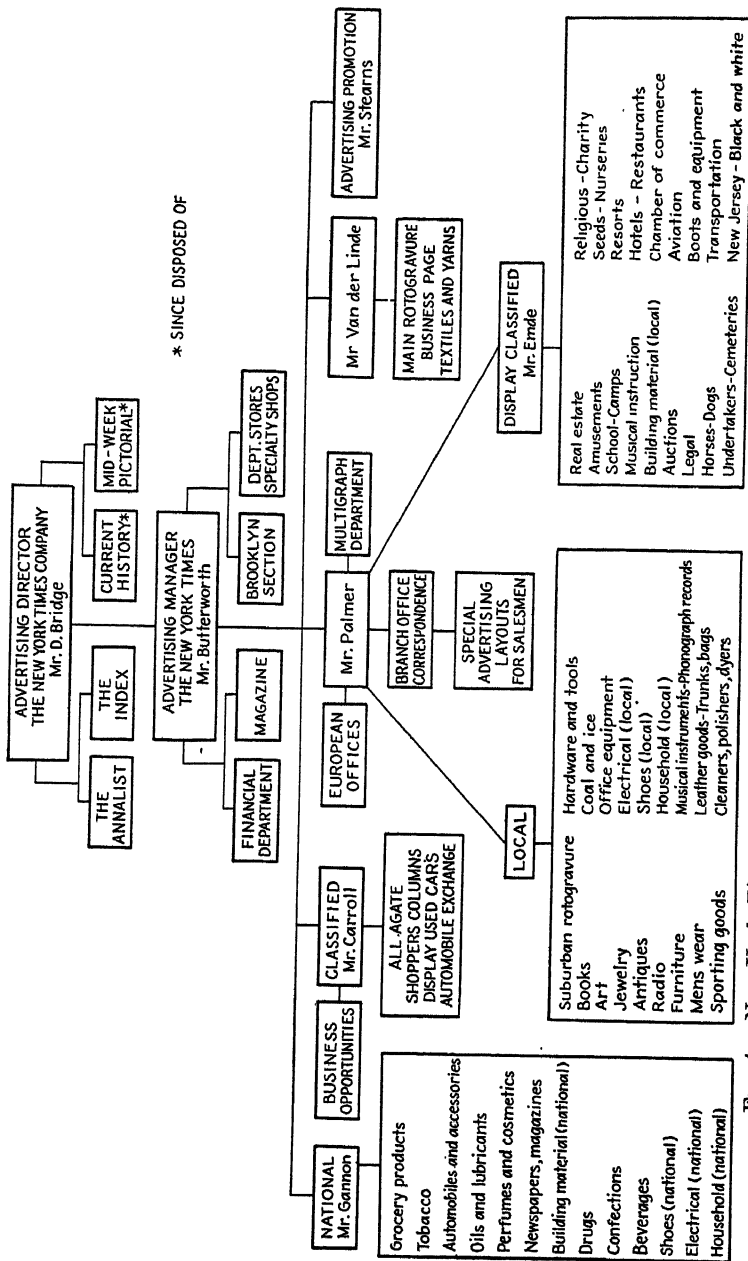 ADVERTISING DIRECTOR
THE NEW YORK TIMES COMPANY
Mr. D. Bridge
THE
ANNALIST
THE
INDEX
CURRENT
HISTORY*
MID-WEEK
PICTORIAL*
* SINCE DISPOSED OF
ADVERTISING MANAGER
THE NEW YORK TIMES
Mr. Butterworth
FINANCIAL
DEPARTMENT
MAGAZINE
BROOKLYN
SECTION
DEPT. STORES
SPECIALTY SHOPS
NATIONAL
Mr. Gannon
BUSINESS
OPPORTUNITIES
CLASSIFIED
Mr. Carroll
EUROPEAN
OFFICES
Mr. Palmer
MULTIGRAPH
DEPARTMENT
Mr Van der Linde
ADVERTISING PROMOTION
Mr. Stearns
ALL AGATE
SHOPPERS COLUMNS
DISPLAY USED CARS
AUTOMOBILE EXCHANGE
BRANCH OFFICE
CORRESPONDENCE
SPECIAL
ADVERTISING
LAYOUTS
FOR SALESMEN
MAIN ROTOGRAVURE
BUSINESS PAGE
TEXTILES AND YARNS
Grocery products
Tobacco
Automobiles and accessories
Oils and lubricants
Perfumes and cosmetics
Newspapers, magazines
Building material (national)
Drugs
Confections
Beverages
Shoes (national)
Electrical (national)
Household (national)
LOCAL
Suburban rotogravure
Books
Art
Jewelry
Antiques
Radio
Furniture
Mens wear
Sporting goods
Hardware and tools
Coal and ice
Office equipment
Electrical (local)
Shoes (local)
Household (local)
Musical instruments-Phonograph records
Leather goods-Trunks, bags
Cleaners, polishers, dyers
DISPLAY CLASSIFIED
Mr. Emde
Real estate
Amusements
School-Camps
Musical instruction
Building material (local)
Auctions
Legal
Horses-Dogs
Undertakers-Cemeteries
Religious-Charity
Seeds-Nurseries
Resorts
Hotels-Restaurants
Chamber of commerce
Aviation
Boots and equipment
Transportation
New Jersey-Black and white